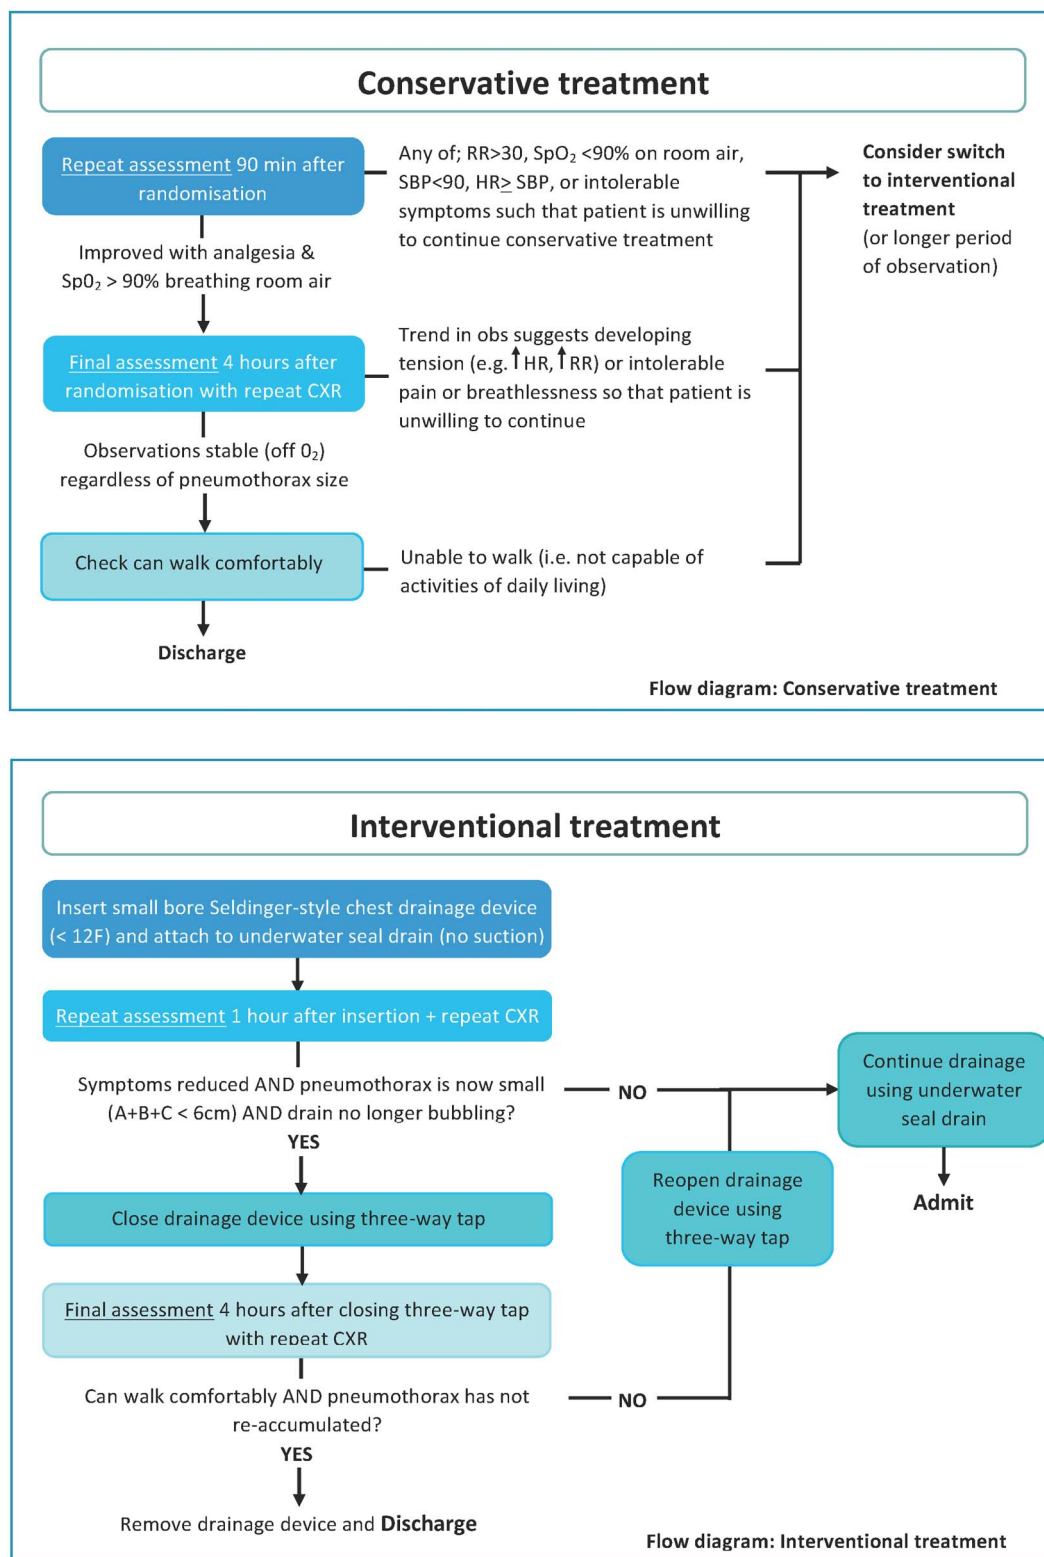 Conservative treatment
Repeat assessment 90 min after
randomisation
Any of; RR>30, SpO₂ <90% on room air,
SBP<90, HR≥ SBP, or intolerable
symptoms such that patient is unwilling
to continue conservative treatment
Consider switch
to interventional
treatment
(or longer period
of observation)
Improved with analgesia &
Sp0₂ > 90% breathing room air
Final assessment 4 hours after
randomisation with repeat CXR
Trend in obs suggests developing
tension (e.g.↑HR,↑RR) or intolerable
pain or breathlessness so that patient is
unwilling to continue
Observations stable (off 0₂)
regardless of pneumothorax size
Check can walk comfortably
Unable to walk (i.e. not capable of
activities of daily living)
Discharge
Flow diagram: Conservative treatment
Interventional treatment
Insert small bore Seldinger-style chest drainage device
(< 12F) and attach to underwater seal drain (no suction)
Repeat assessment 1 hour after insertion + repeat CXR
Symptoms reduced AND pneumothorax is now small
(A+B+C < 6cm) AND drain no longer bubbling?
NO
Continue drainage
using underwater
seal drain
YES
Admit
Reopen drainage
device using
three-way tap
Close drainage device using three-way tap
Final assessment 4 hours after closing three-way tap
with repeat CXR
Can walk comfortably AND pneumothorax has not
re-accumulated?
NO
YES
Remove drainage device and Discharge
Flow diagram: Interventional treatment